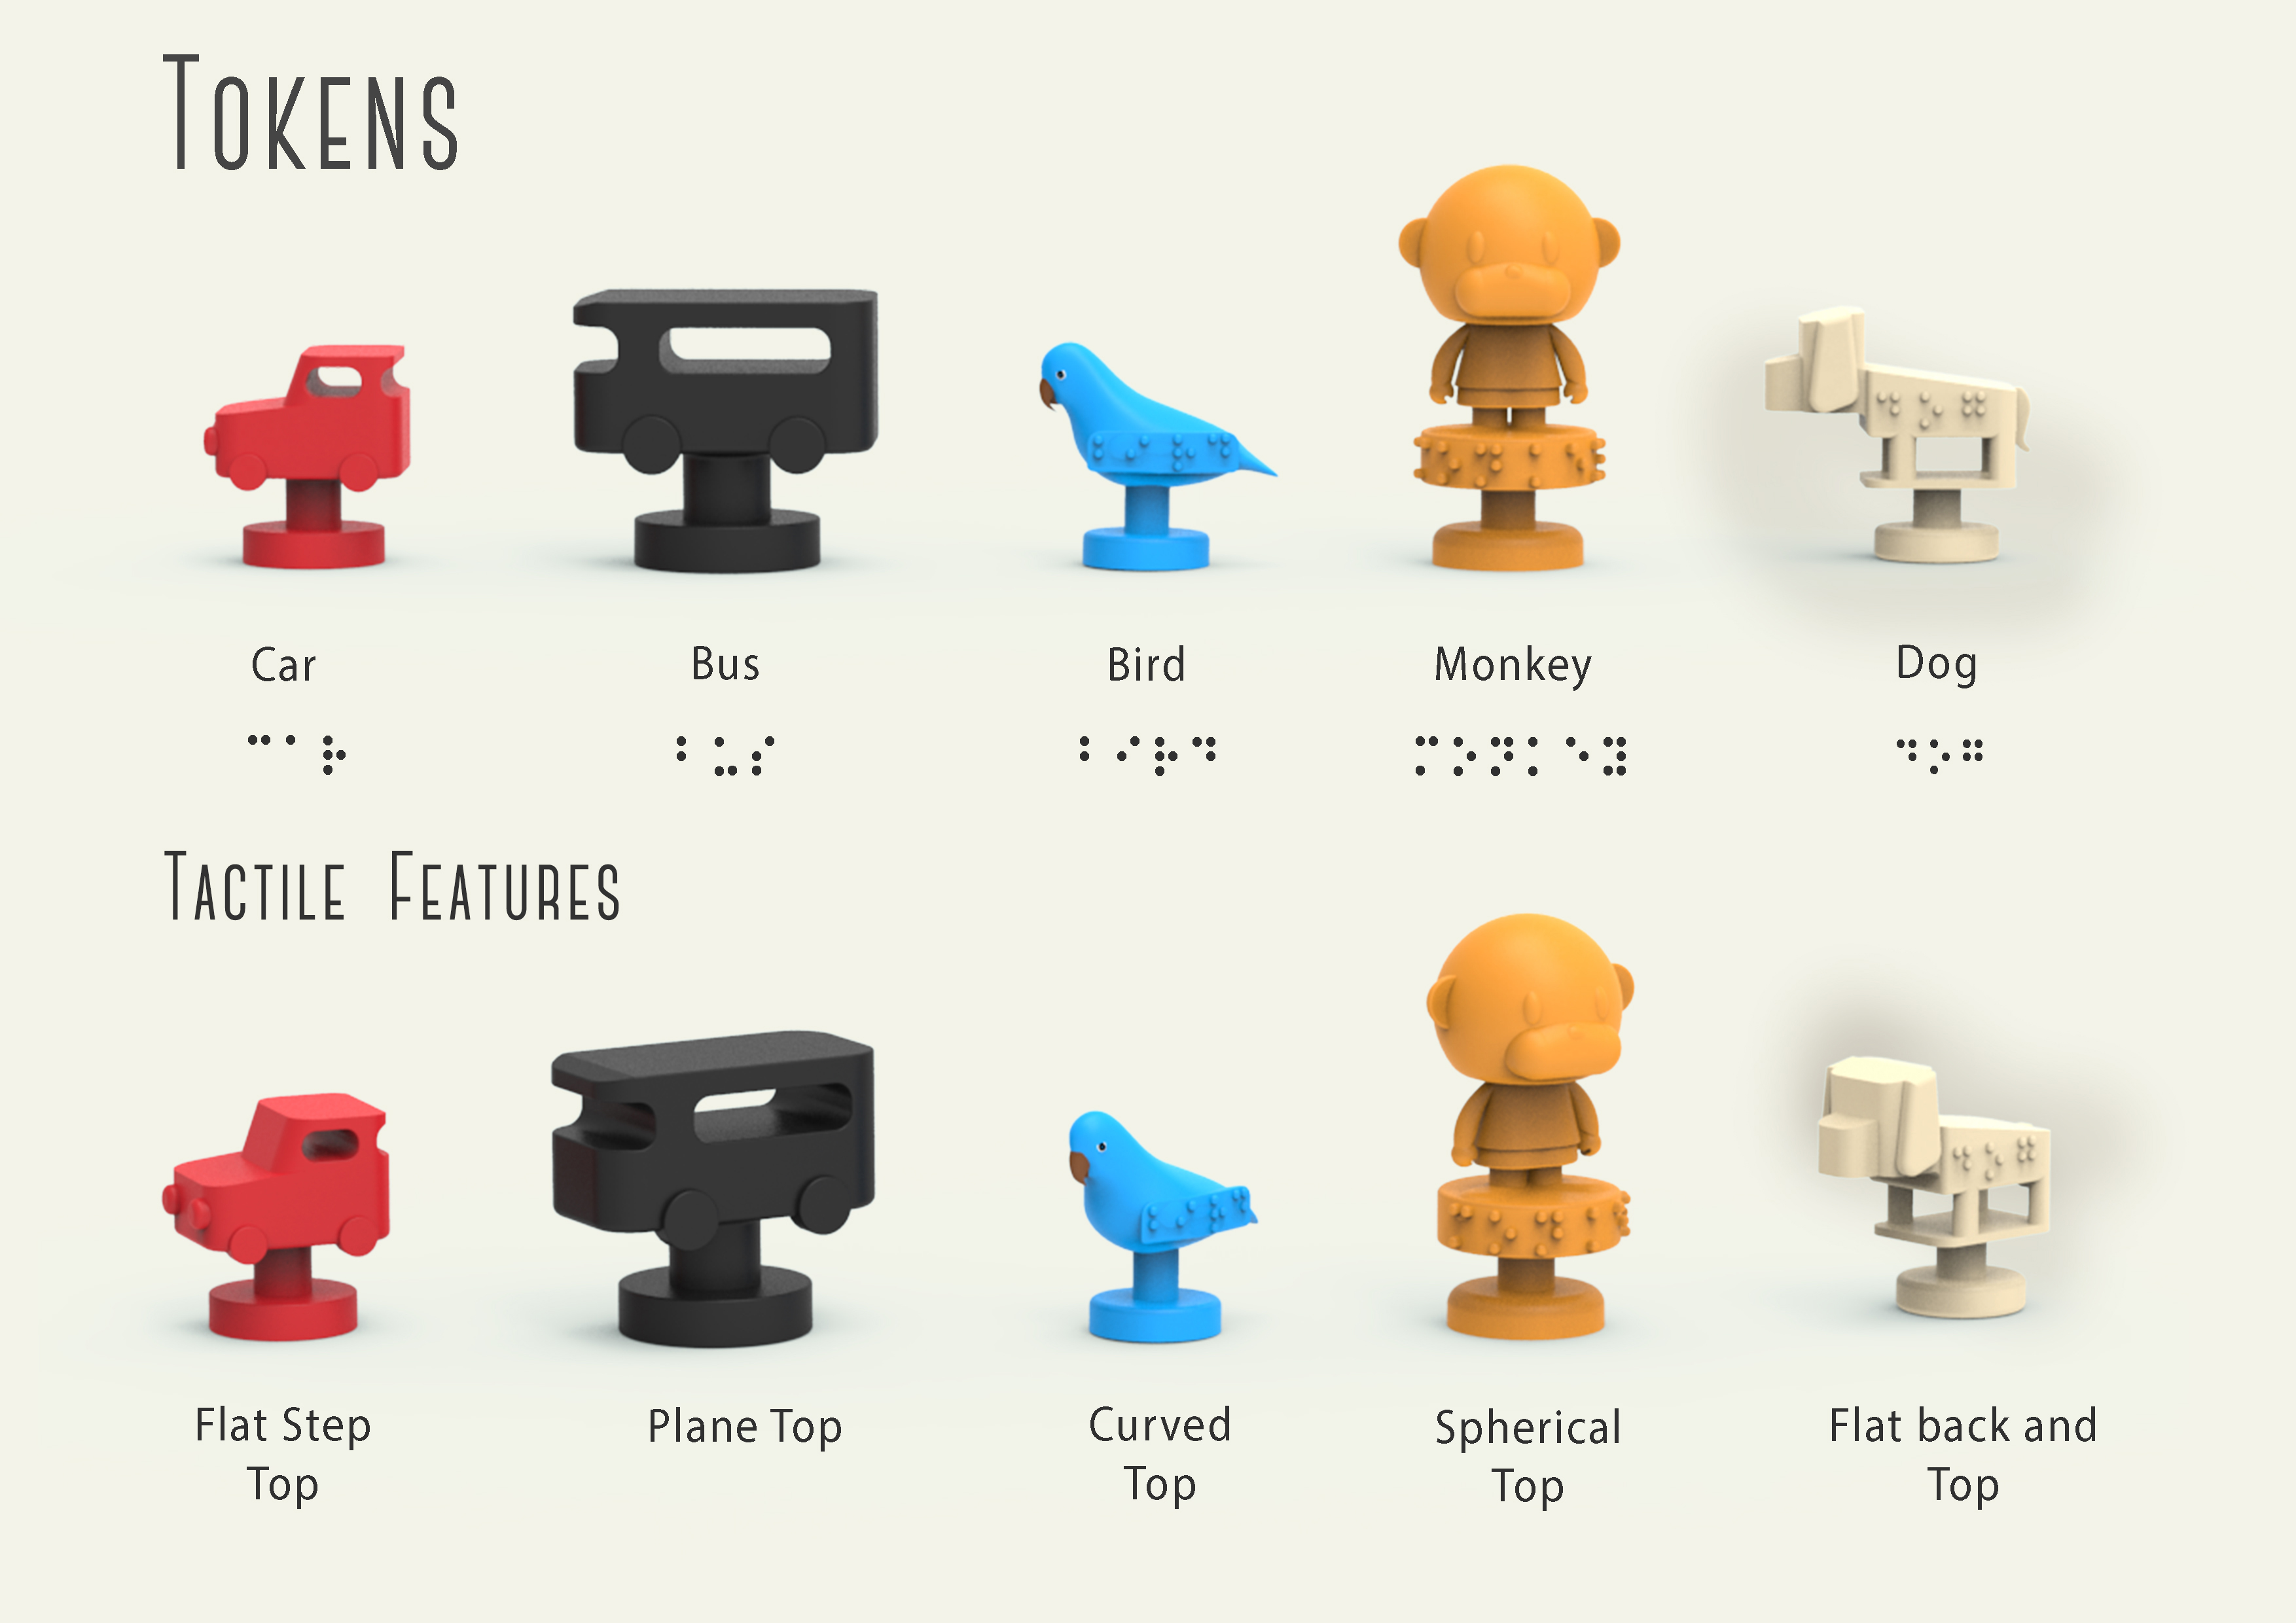 TOKENS
Car Bus Bird Monkey Dog
⠉⠁⠗ ⠃⠥⠎ ⠃⠊⠗⠙ ⠍⠕⠝⠅⠑⠽ ⠙⠕⠛
TACTILE FEATURES
Flat Step Top
Plane Top
Curved Top
Spherical Top
Flat back and Top